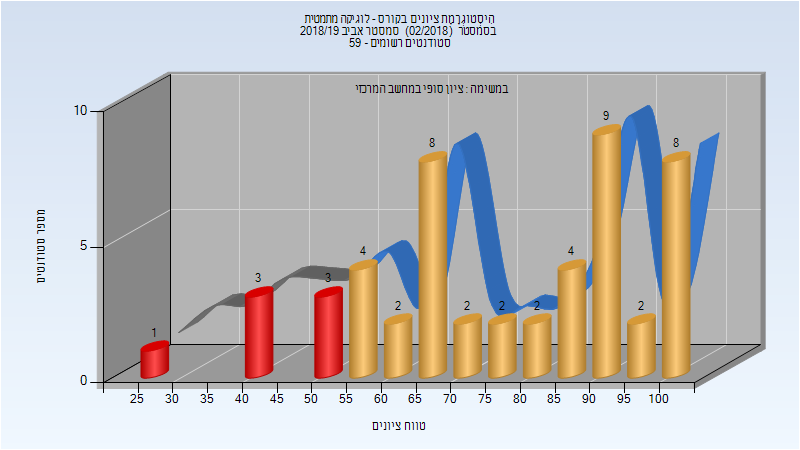 היסטוגרמת ציונים בקורס - לוגיקה מתמטית
בסמסטר (02/2018) סמסטר אביב 2018/19
סטודנטים רשומים - 59
במשימה : ציון סופי במחשב המרכזי
10
5
0
מספר סטודנטים
1
3
3
4
2
8
2
2
2
4
9
2
8
25 30 35 40 45 50 55 60 65 70 75 80 85 90 95 100
טווח ציונים